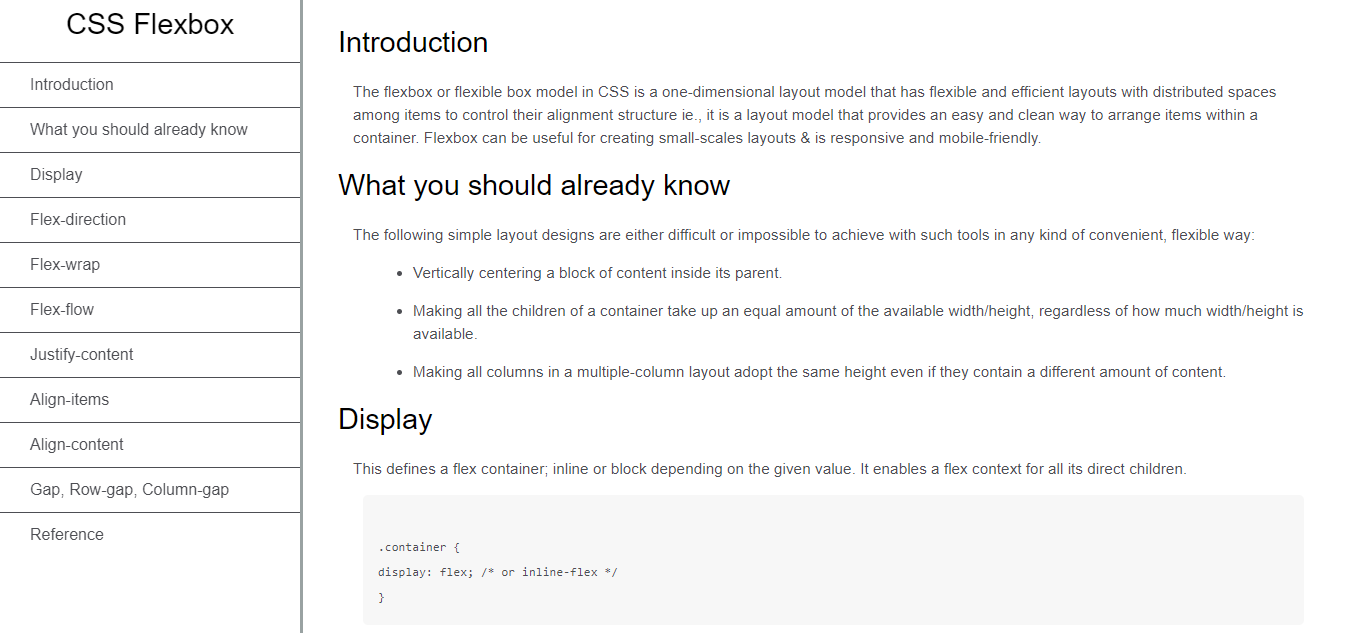 CSS Flexbox
Introduction
What you should already know
Display
Flex-direction
Flex-wrap
Flex-flow
Justify-content
Align-items
Align-content
Gap, Row-gap, Column-gap
Reference
Introduction
The flexbox or flexible box model in CSS is a one-dimensional layout model that has flexible and efficient layouts with distributed spaces
among items to control their alignment structure ie., it is a layout model that provides an easy and clean way to arrange items within a
container. Flexbox can be useful for creating small-scales layouts & is responsive and mobile-friendly.
What you should already know
The following simple layout designs are either difficult or impossible to achieve with such tools in any kind of convenient, flexible way:
• Vertically centering a block of content inside its parent.
• Making all the children of a container take up an equal amount of the available width/height, regardless of how much width/height is
available.
• Making all columns in a multiple-column layout adopt the same height even if they contain a different amount of content.
Display
This defines a flex container; inline or block depending on the given value. It enables a flex context for all its direct children.
.container {
display: flex; /* or inline-flex */
}